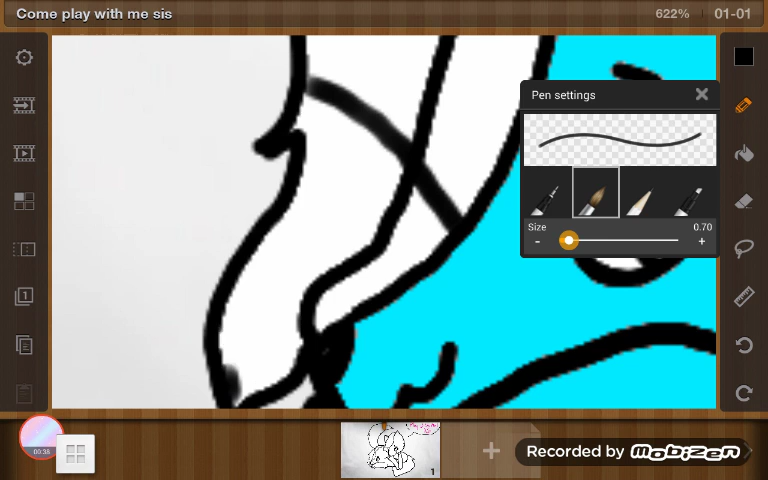 Come play with me sis
622%
01-01
Pen settings
Size
0.70
-
+
1
00:38
1
Recorded by Mobizen